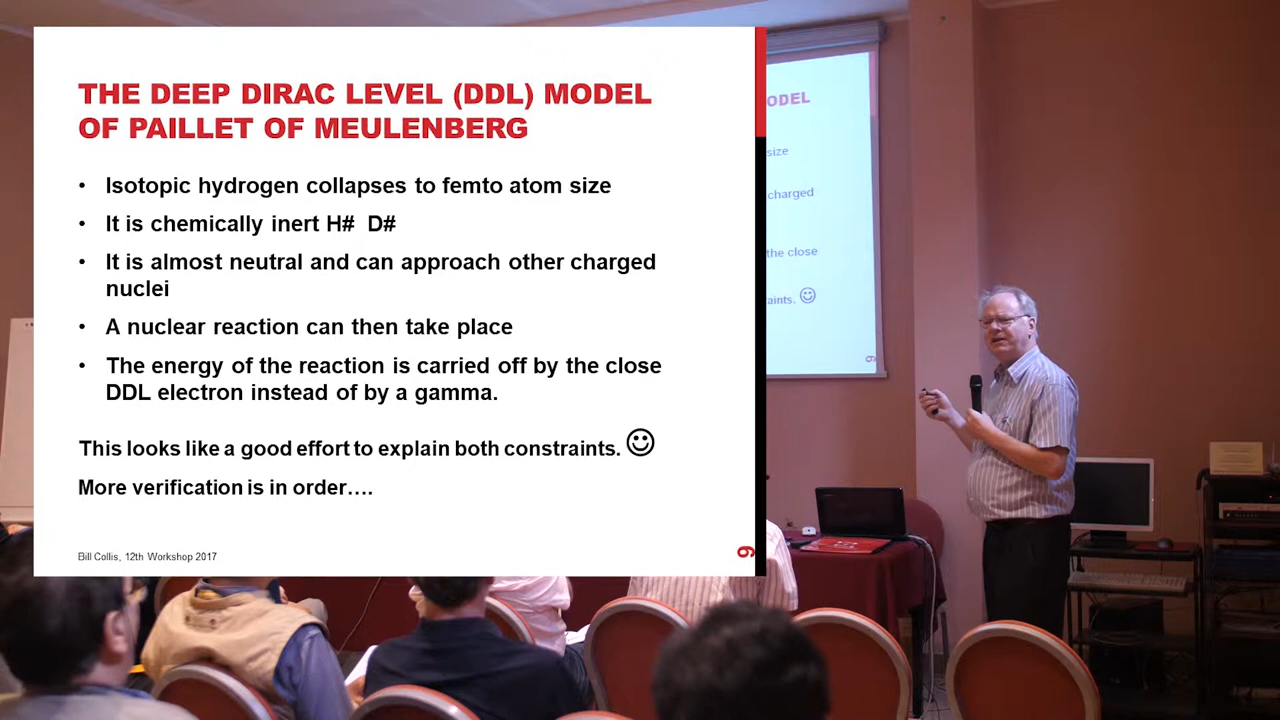 THE DEEP DIRAC LEVEL (DDL) MODEL
OF PAILLET OF MEULENBERG
• Isotopic hydrogen collapses to femto atom size
• It is chemically inert H# D#
• It is almost neutral and can approach other charged
nuclei
• A nuclear reaction can then take place
• The energy of the reaction is carried off by the close
DDL electron instead of by a gamma.
This looks like a good effort to explain both constraints. ☺
More verification is in order….
Bill Collis, 12th Workshop 2017
9
ODEL
size
charged
the close
aints. ☺
9